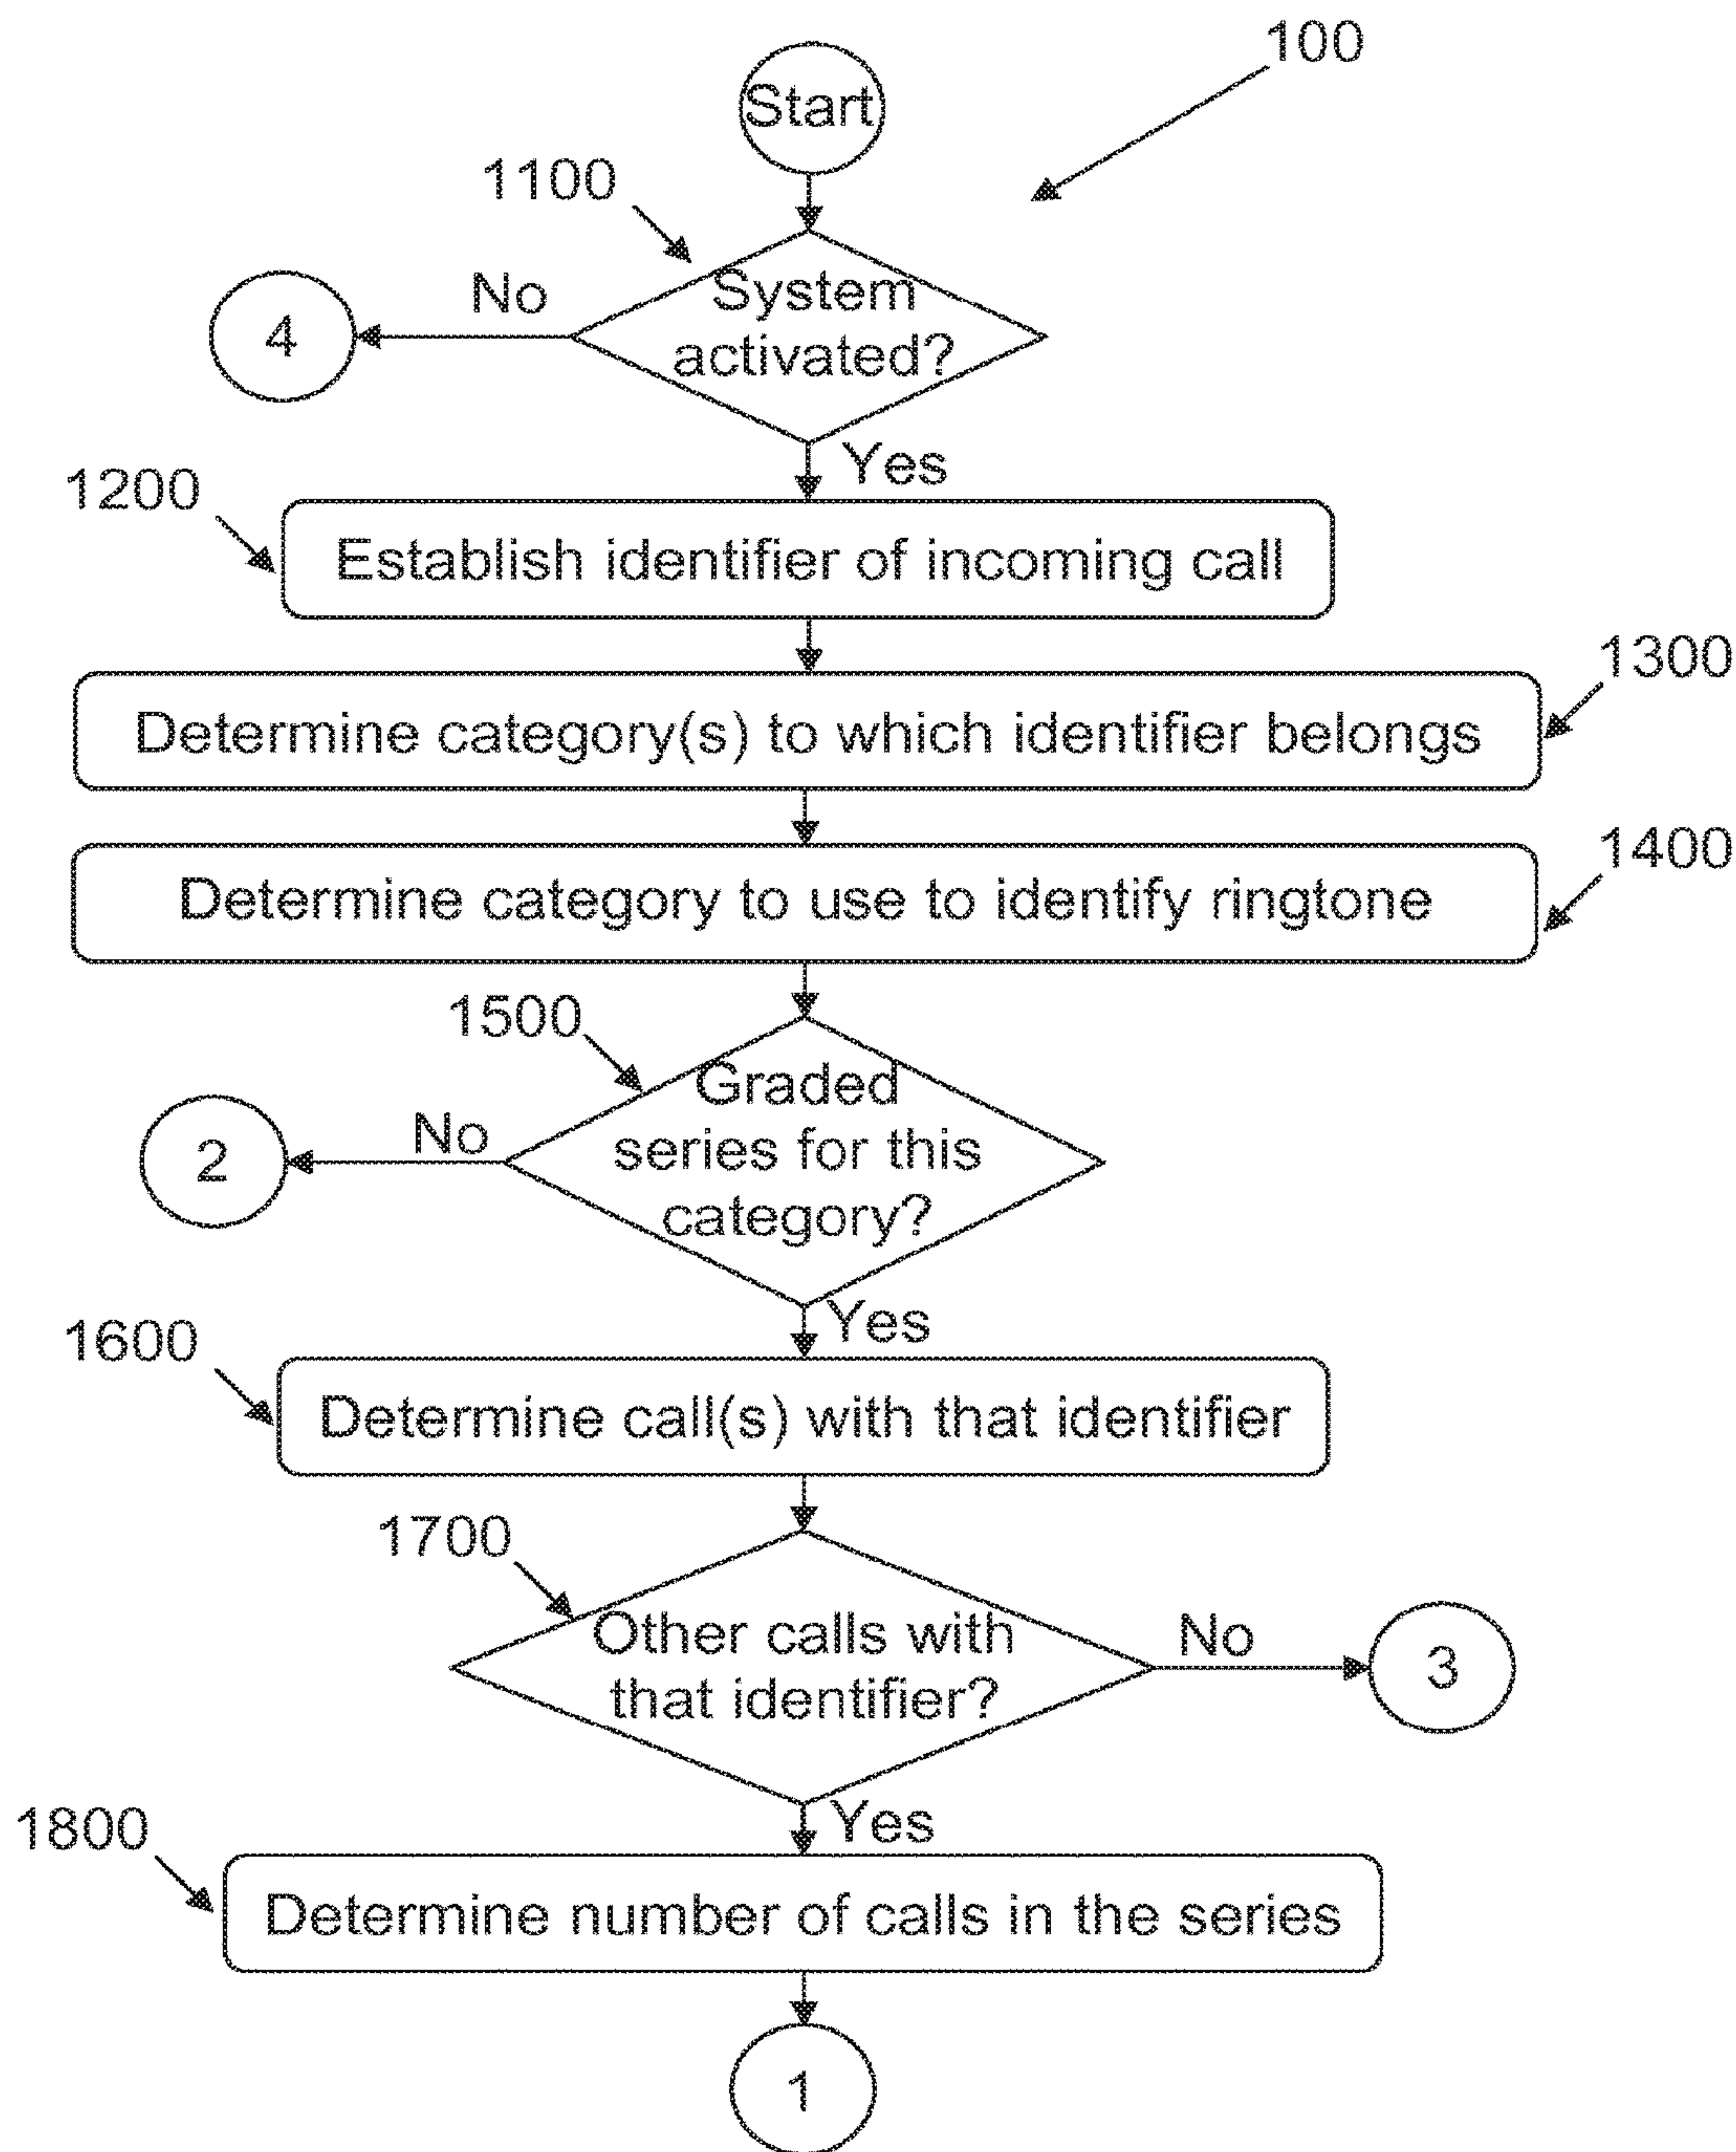 100
Start
1100
System
activated?
No
4
Yes
1200
Establish identifier of incoming call
1300
Determine category(s) to which identifier belongs
1400
Determine category to use to identify ringtone
1500
Graded
series for this
category?
No
2
Yes
1600
Determine call(s) with that identifier
1700
Other calls with
that identifier?
No
3
Yes
1800
Determine number of calls in the series
1